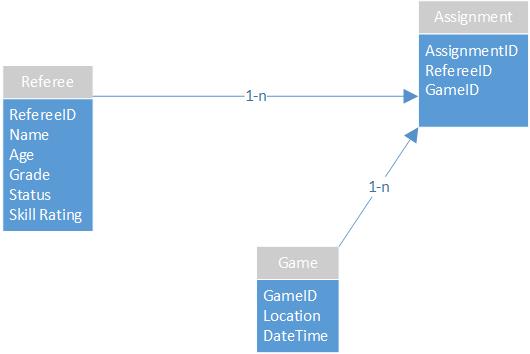 Assignment
AssignmentID
RefereeID
GameID
Referee
RefereeID
Name
Age
Grade
Status
Skill Rating
1-n
1-n
Game
GameID
Location
DateTime